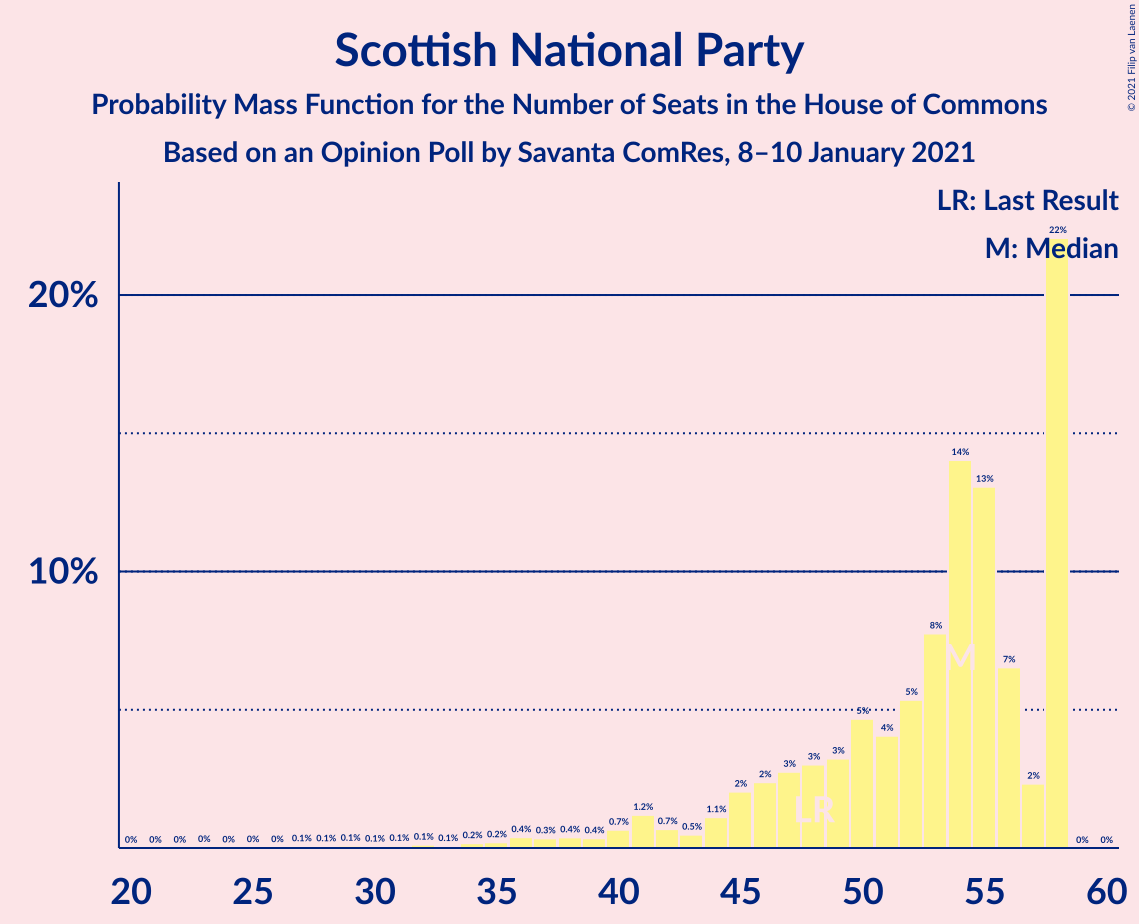 Scottish National Party
Probability Mass Function for the Number of Seats in the House of Commons
Based on an Opinion Poll by Savanta ComRes, 8–10 January 2021
© 2021 Filip van Laenen
LR: Last Result
M: Median
20%
10%
0% 0% 0% 0% 0% 0% 0% 0.1% 0.1% 0.1% 0.1% 0.1% 0.1% 0.1% 0.2% 0.2% 0.4% 0.3% 0.4% 0.4% 0.7% 1.2% 0.7% 0.5% 1.1% 2% 2% 3% 3% 3% 5% 4% 5% 8% 14% 13% 7% 2% 22% 0% 0%
M
LR
20 25 30 35 40 45 50 55 60